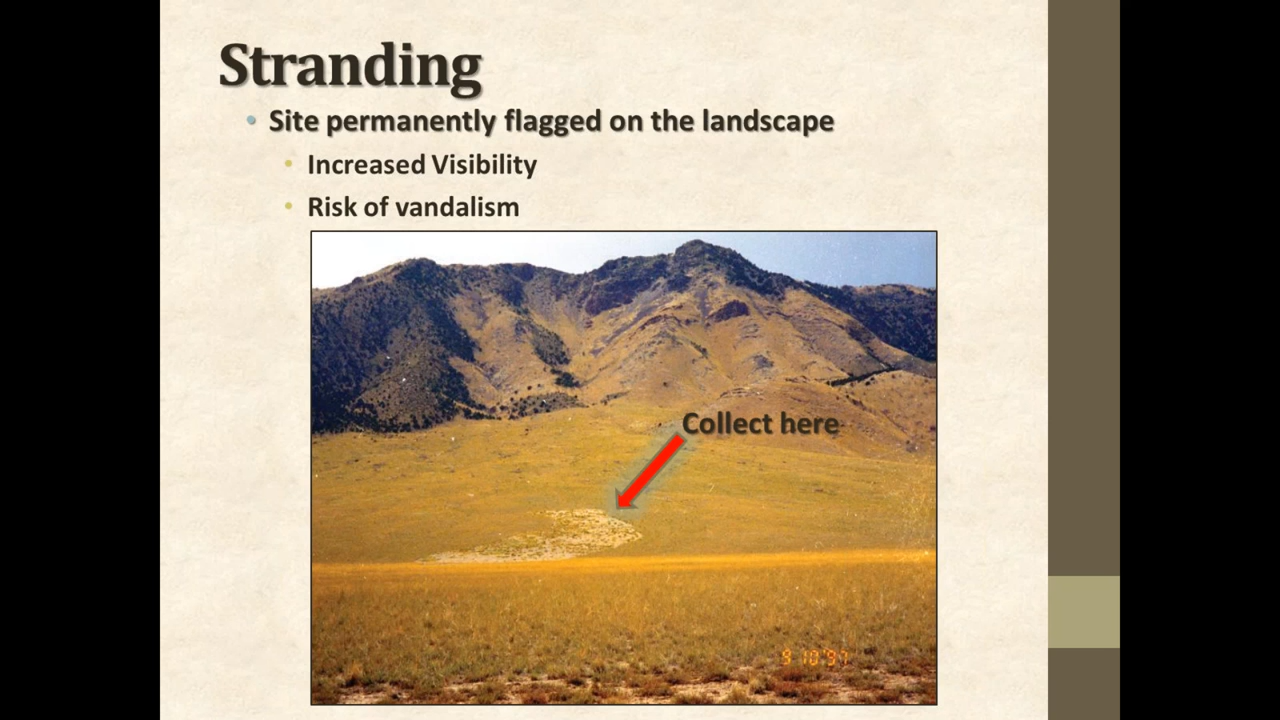 Stranding
Site permanently flagged on the landscape
Increased Visibility
Risk of vandalism
Collect here
9 10 '97